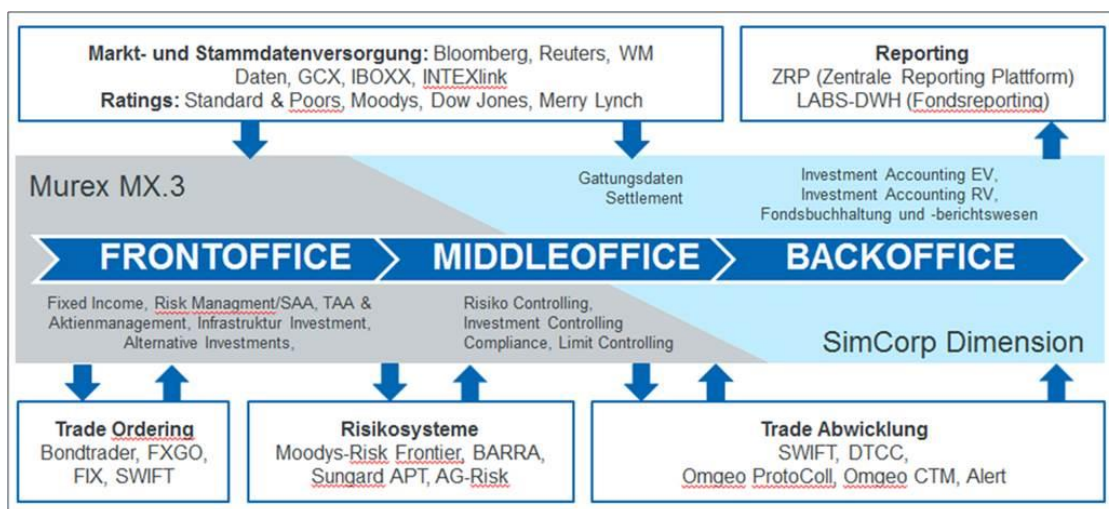 Markt- und Stammdatenversorgung: Bloomberg, Reuters, WM
Daten, GCX, IBOXX, INTEXlink
Ratings: Standard & Poors, Moodys, Dow Jones, Merry Lynch
Reporting
ZRP (Zentrale Reporting Plattform)
LABS-DWH (Fondsreporting)
Murex MX.3
Gattungsdaten
Settlement
Investment Accounting EV,
Investment Accounting RV,
Fondsbuchhaltung und -berichtswesen
FRONTOFFICE
MIDDLEOFFICE
BACKOFFICE
Fixed Income, Risk Managment/SAA, TAA &
Aktienmanagement, Infrastruktur Investment,
Alternative Investments,
Risiko Controlling,
Investment Controlling
Compliance, Limit Controlling
SimCorp Dimension
Trade Ordering
Bondtrader, FXGO,
FIX, SWIFT
Risikosysteme
Moodys-Risk Frontier, BARRA,
Sungard APT, AG-Risk
Trade Abwicklung
SWIFT, DTCC,
Omgeo ProtoColl, Omgeo CTM, Alert